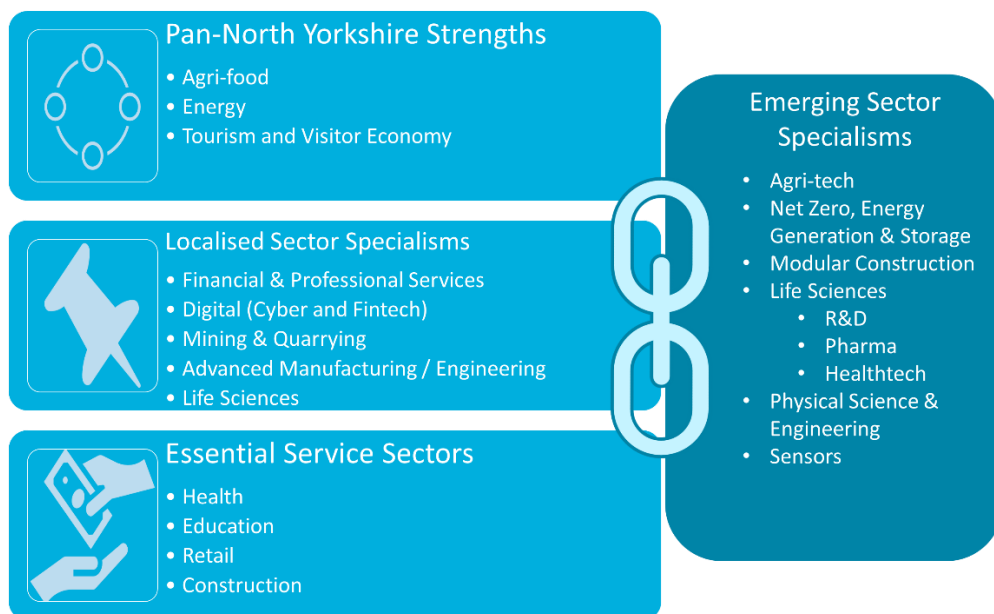 Pan-North Yorkshire Strengths
• Agri-food
• Energy
• Tourism and Visitor Economy
Localised Sector Specialisms
• Financial & Professional Services
• Digital (Cyber and Fintech)
• Mining & Quarrying
• Advanced Manufacturing / Engineering
• Life Sciences
Essential Service Sectors
• Health
• Education
• Retail
• Construction
Emerging Sector
Specialisms
• Agri-tech
• Net Zero, Energy
Generation & Storage
• Modular Construction
• Life Sciences
• R&D
• Pharma
• Healthtech
• Physical Science &
Engineering
• Sensors